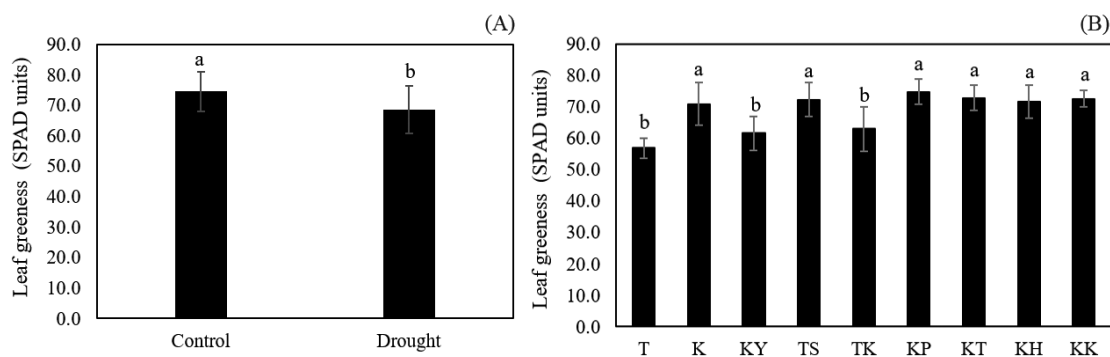 (A)
Leaf greeness (SPAD units)
90.0
80.0
70.0
60.0
50.0
40.0
30.0
20.0
10.0
0.0
a
b
Control
Drought
(B)
Leaf greeness (SPAD units)
90.0
80.0
70.0
60.0
50.0
40.0
30.0
20.0
10.0
0.0
b
a
b
a
b
a
a
a
a
T K KY TS TK KP KT KH KK